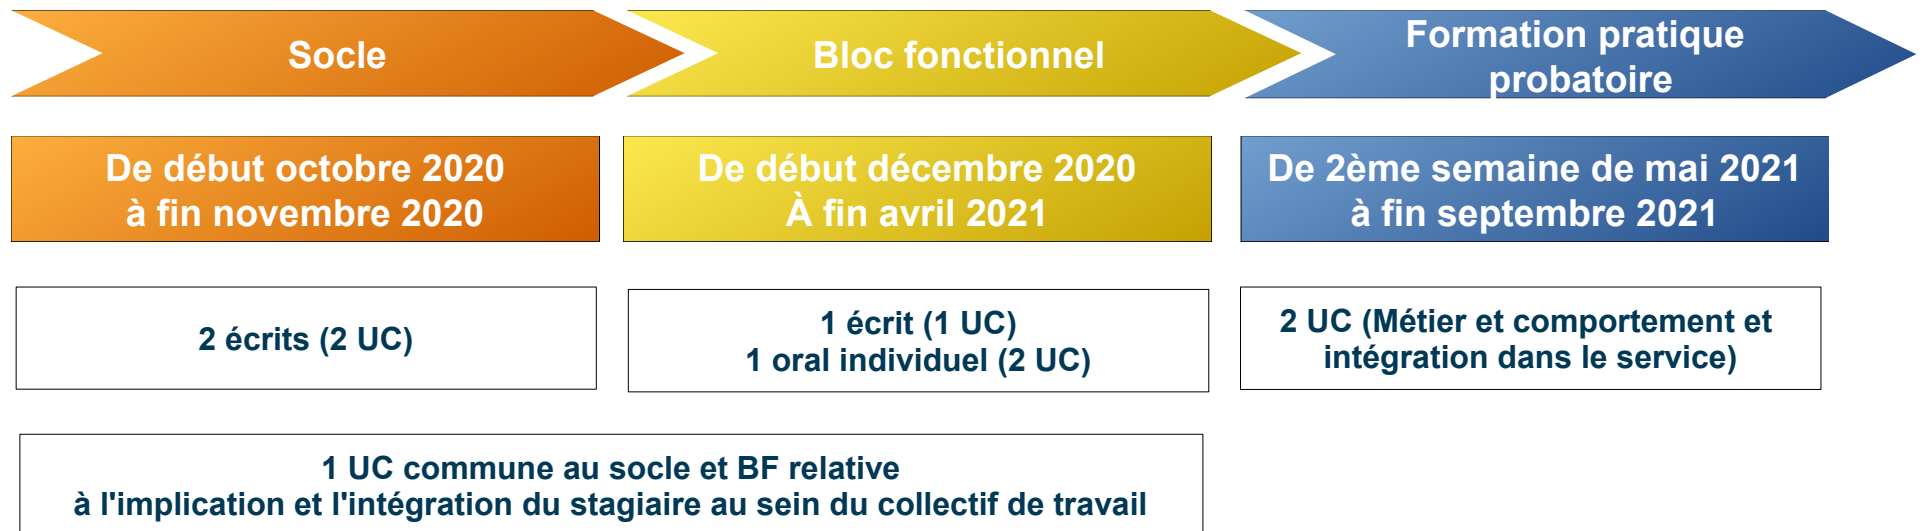 Socle
Bloc fonctionnel
Formation pratique
probatoire
De début octobre 2020
à fin novembre 2020
De début décembre 2020
À fin avril 2021
De 2ème semaine de mai 2021
à fin septembre 2021
2 écrits (2 UC)
1 écrit (1 UC)
1 oral individuel (2 UC)
2 UC (Métier et comportement et
intégration dans le service)
1 UC commune au socle et BF relative
à l'implication et l'intégration du stagiaire au sein du collectif de travail